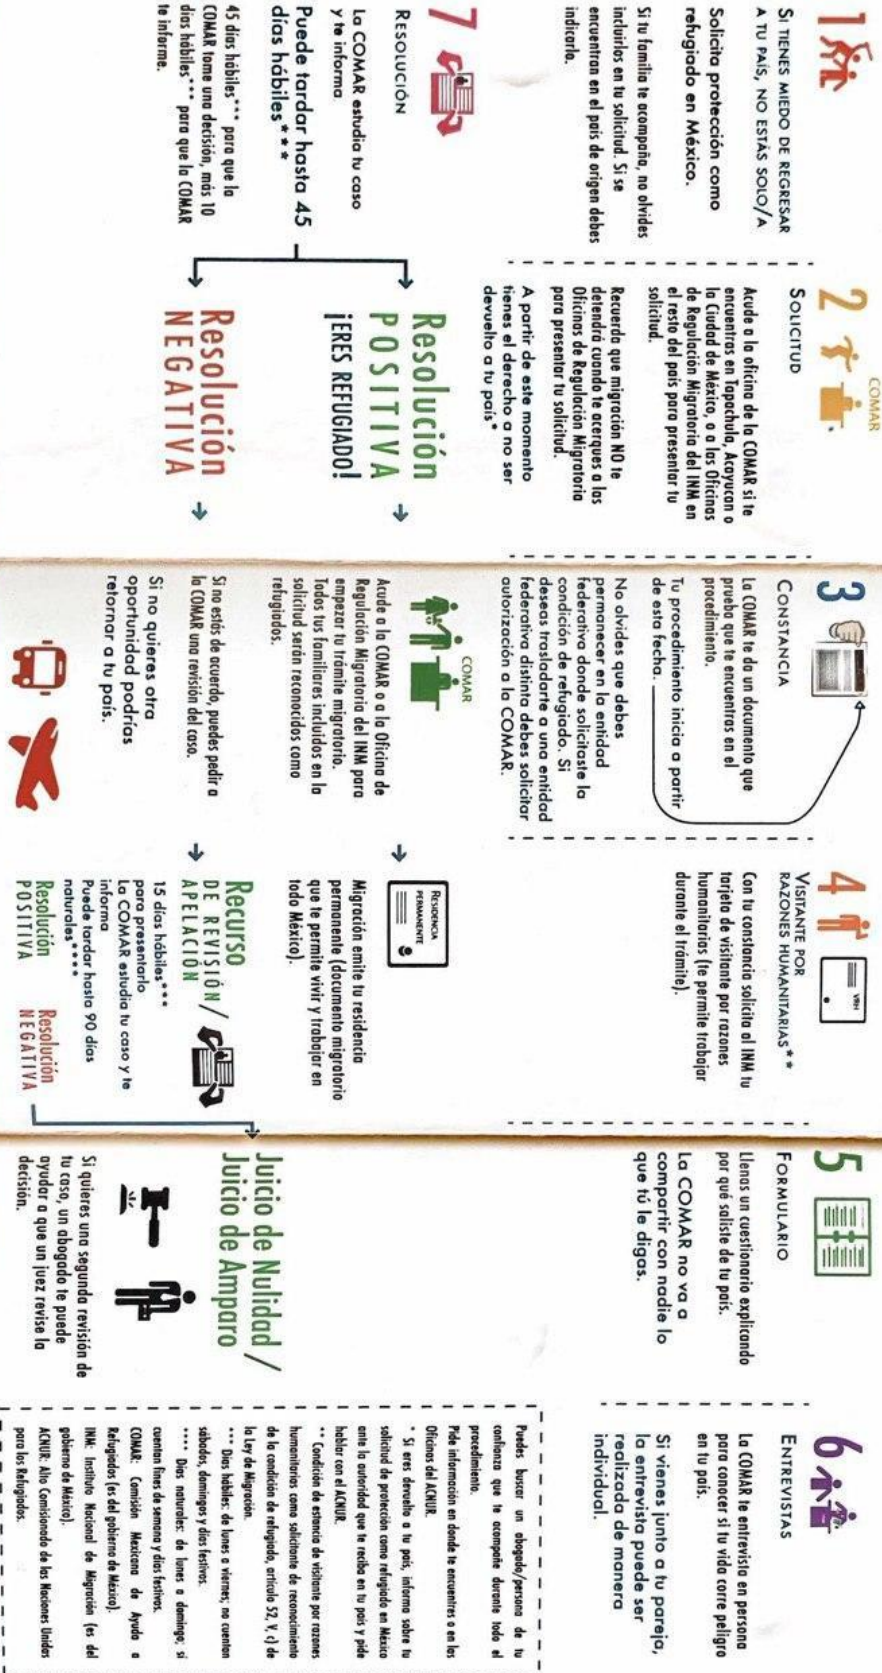 1
SI TIENES MIEDO DE REGRESAR
A TU PAÍS, NO ESTÁS SOLO/A
Solicita protección como
refugiado en México.
Si tu familia te acompaña, no olvides
incluirlos en tu solicitud. Si se
encuentran en el país de origen debes
indicarlo.
COMAR
2
SOLICITUD
Acude a la oficina de la COMAR si te
encuentras en Tapachula, Acayucan o
la Ciudad de México, o a las Oficinas
de Regulación Migratoria del INM en
el resto del país para presentar tu
solicitud.
Recuerda que migración NO te
detendrá cuando te acerques a las
Oficinas de Regulación Migratoria
para presentar tu solicitud.
A partir de este momento
tienes el derecho a no ser
devuelto a tu país*
3
CONSTANCIA
La COMAR te da un documento que
prueba que te encuentras en el
procedimiento.
Tu procedimiento inicia a partir
de esta fecha.
No olvides que debes
permanecer en la entidad
federativa donde solicitaste la
condición de refugiado. Si
deseas trasladarte a una entidad
federativa distinta debes solicitar
autorización a la COMAR.
4
VRH
VISITANTE POR
RAZONES HUMANITARIAS**
Con tu constancia solicita al INM tu
tarjeta de visitante por razones
humanitarias (te permite trabajar
durante el trámite).
5
FORMULARIO
Llenas un cuestionario explicando
por qué saliste de tu país.
La COMAR no va a
compartir con nadie lo
que tú le digas.
6
ENTREVISTAS
La COMAR te entrevista en persona
para conocer si tu vida corre peligro
en tu país.
Si vienes junto a tu pareja,
la entrevista puede ser
realizada de manera
individual.
7
RESOLUCIÓN
La COMAR estudia tu caso
y te informa
Puede tardar hasta 45
días hábiles***
45 días hábiles*** para que la
COMAR tome una decisión, más 10
días hábiles*** para que la COMAR
te informe.
Resolución
POSITIVA
¡ERES REFUGIADO!
COMAR
Acude a la COMAR o a la Oficina de
Regulación Migratoria del INM para
empezar tu trámite migratorio.
Todos tus familiares incluidos en la
solicitud serán reconocidos como
refugiados.
RESIDENCIA
PERMANENTE
Migración emite tu residencia
permanente (documento migratorio
que te permite vivir y trabajar en
todo México).
Resolución
NEGATIVA
Si no estás de acuerdo, puedes pedir a
la COMAR una revisión del caso.
Si no quieres otra
oportunidad podrías
retornar a tu país.
Recurso
DE REVISIÓN/
APELACIÓN
15 días hábiles***
para presentarlo
La COMAR estudia tu caso y te
informa
Puede tardar hasta 90 días
naturales****
Resolución
POSITIVA
Resolución
NEGATIVA
Juicio de Nulidad /
Juicio de Amparo
Si quieres una segunda revisión de
tu caso, un abogado te puede
ayudar a que un juez revise la
decisión.
Puedes buscar un abogado/persona de tu
confianza que te acompañe durante todo el
procedimiento.
Pide información en donde te encuentres o en las
Oficinas del ACNUR.
* Si eres devuelto a tu país, informa sobre tu
solicitud de protección como refugiado en México
ante la autoridad que te reciba en tu país y pide
hablar con el ACNUR.
** Condición de estancia de visitante por razones
humanitarias como solicitante de reconocimiento
de la condición de refugiado, artículo 52, V, c) de
la Ley de Migración.
*** Días hábiles: de lunes a viernes; no cuentan
sábados, domingos y días festivos.
**** Días naturales: de lunes a domingo; sí
cuentan fines de semana y días festivos.
COMAR: Comisión Mexicana de Ayuda a
Refugiados (es del gobierno de México).
INM: Instituto Nacional de Migración (es del
gobierno de México).
ACNUR: Alto Comisionado de las Naciones Unidas
para los Refugiados.